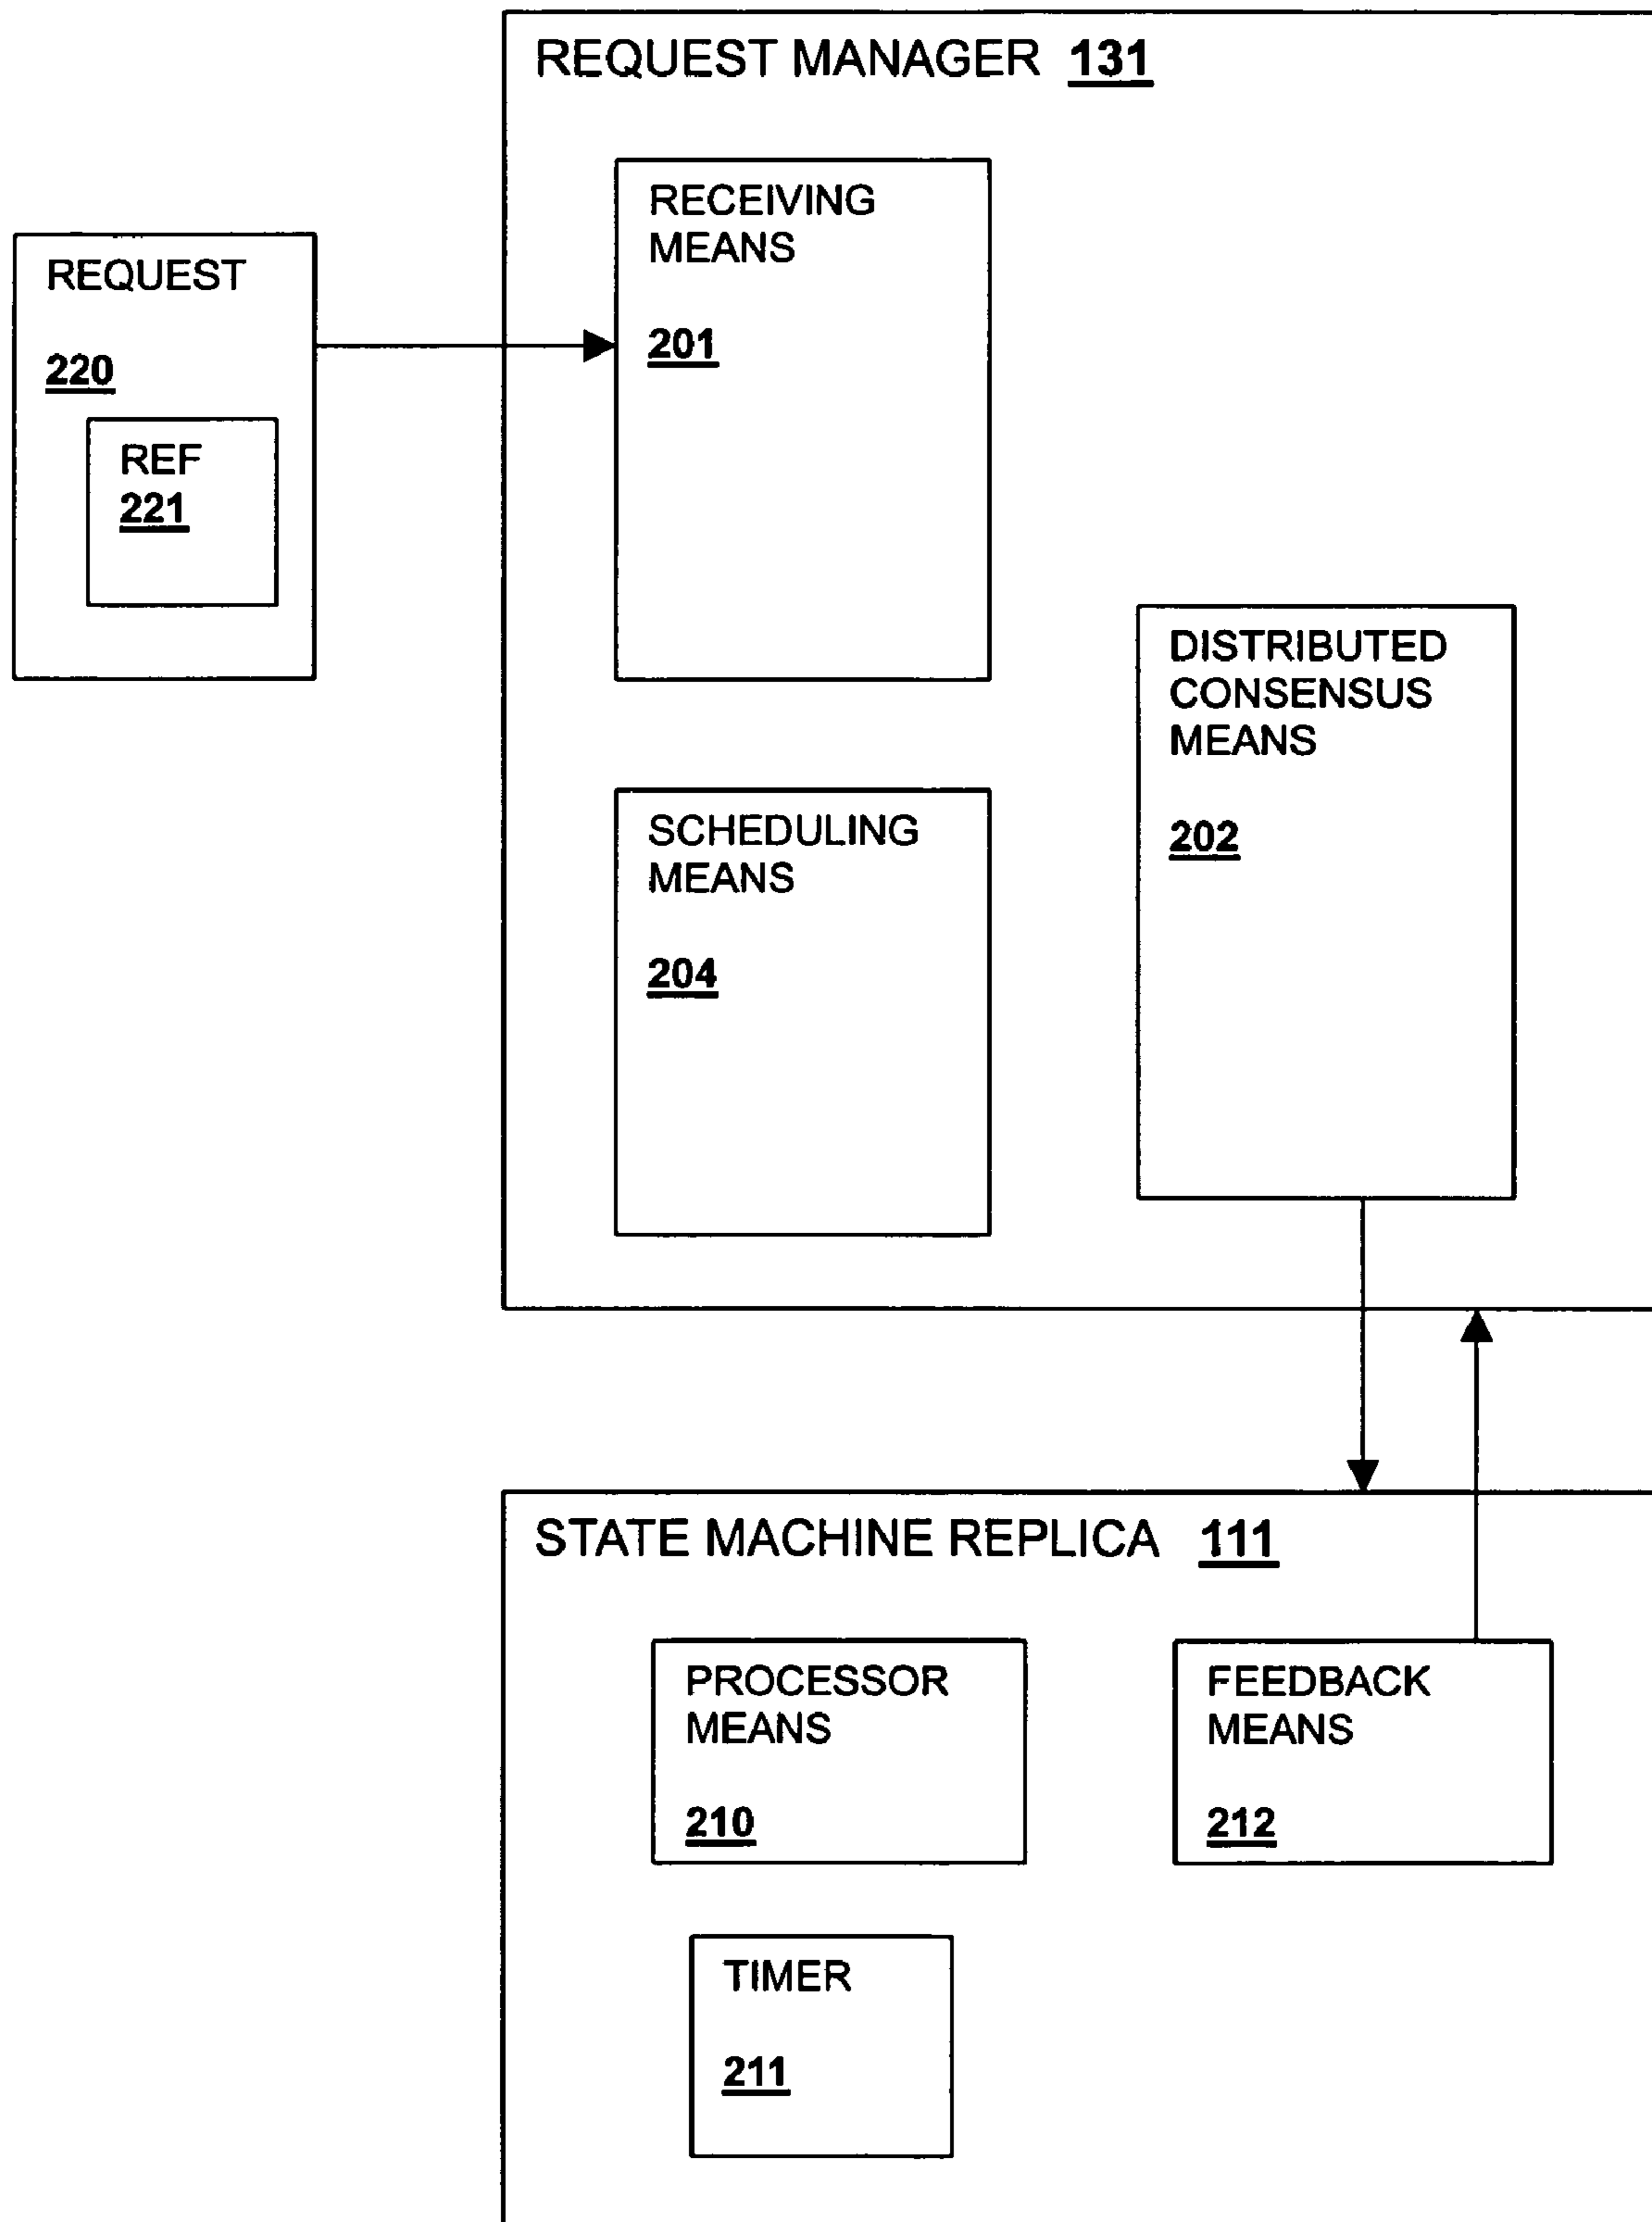 REQUEST MANAGER 131
RECEIVING
MEANS
201
REQUEST
220
REF
221
DISTRIBUTED
CONSENSUS
MEANS
202
SCHEDULING
MEANS
204
STATE MACHINE REPLICA 111
PROCESSOR
MEANS
210
FEEDBACK
MEANS
212
TIMER
211